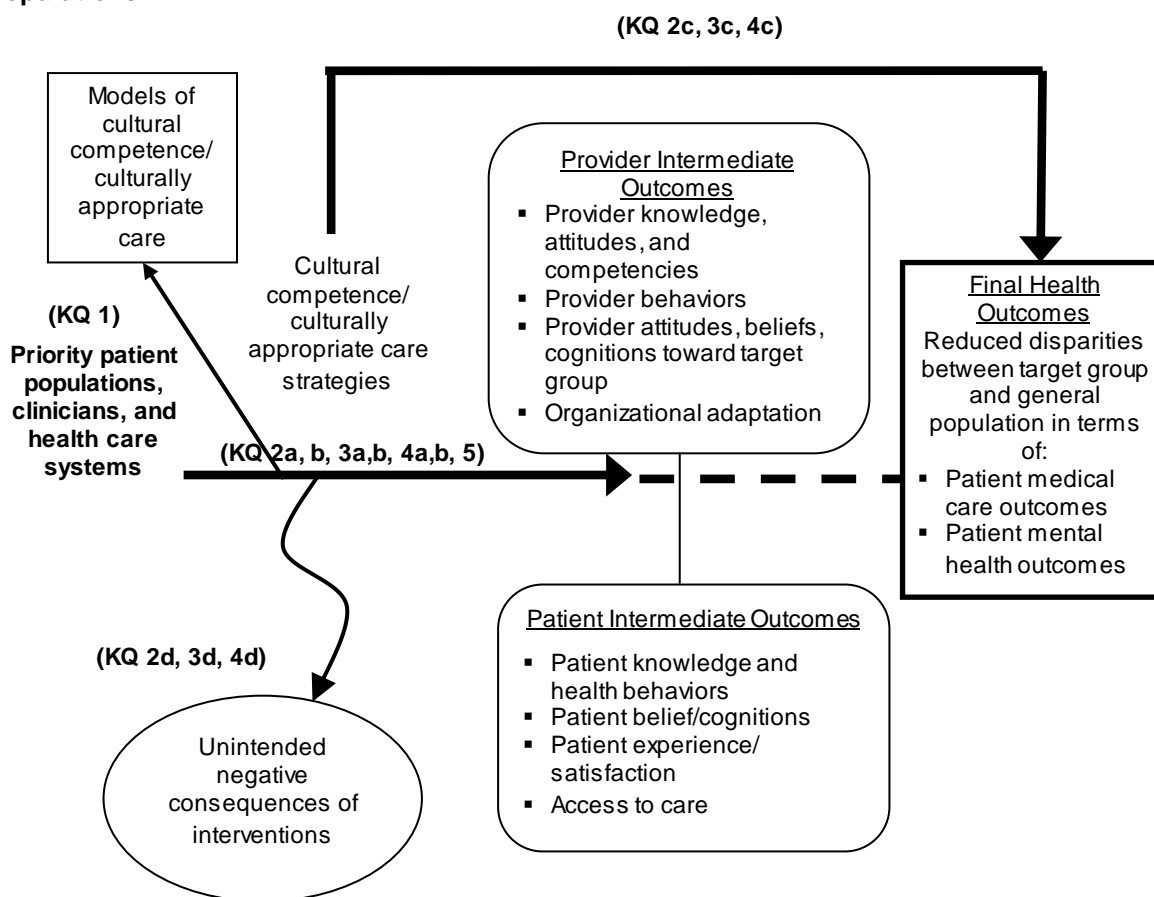 (KQ 2c, 3c, 4c)
Models of
cultural
competence/
culturally
appropriate
care
(KQ 1)
Priority patient
populations,
clinicians, and
health care
systems
Cultural
competence/
culturally
appropriate care
strategies
(KQ 2a, b, 3a,b, 4a,b, 5)
Provider Intermediate
Outcomes
▪ Provider knowledge,
attitudes, and
competencies
▪ Provider behaviors
▪ Provider attitudes, beliefs,
cognitions toward target
group
▪ Organizational adaptation
Final Health
Outcomes
Reduced disparities
between target group
and general
population in terms
of:
▪ Patient medical
care outcomes
▪ Patient mental
health outcomes
(KQ 2d, 3d, 4d)
Unintended
negative
consequences of
interventions
Patient Intermediate Outcomes
▪ Patient knowledge and
health behaviors
▪ Patient belief/cognitions
▪ Patient experience/
satisfaction
▪ Access to care